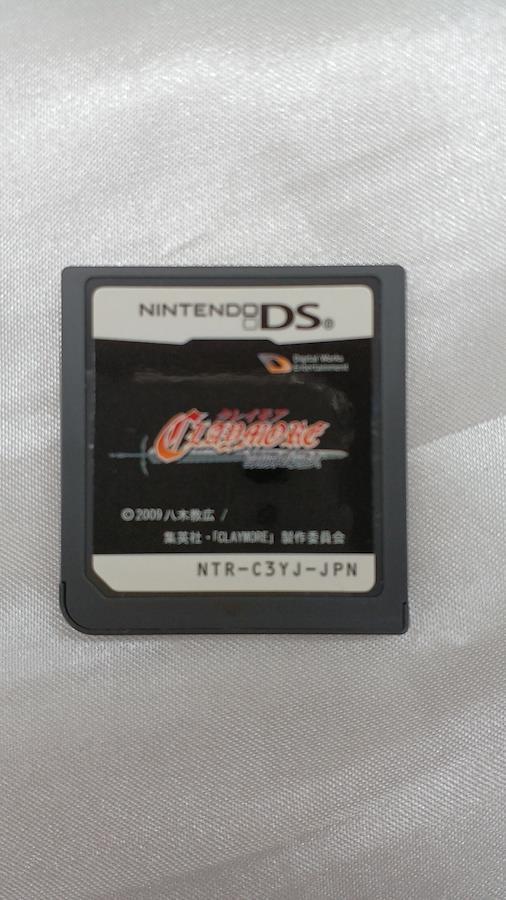 NINTENDO DS®
Digital Works
Entertainment
クレイモア
CLAYMORE
©2009 八木教広 /
集英社・「CLAYMORE」製作委員会
NTR-C3YJ-JPN